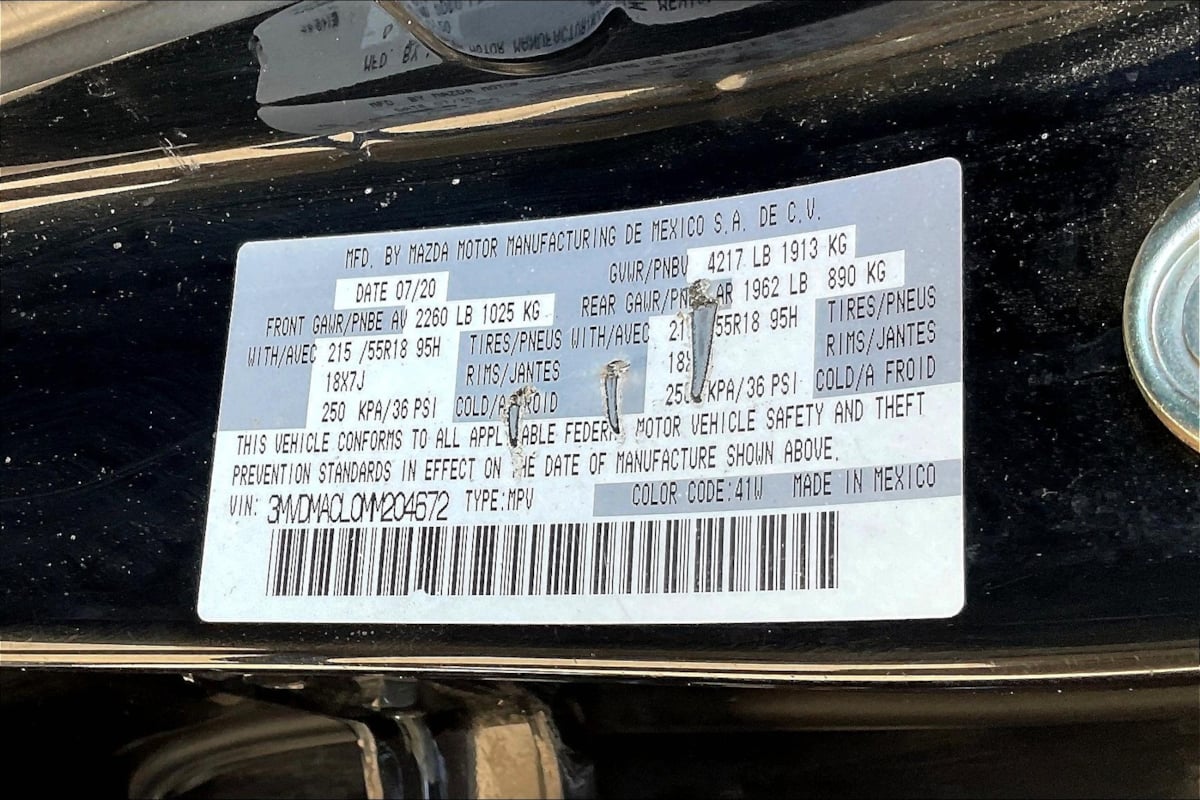 MFD. BY MAZDA MOTOR MANUFACTURING DE MEXICO S.A. DE C.V.
DATE 07/20 GVWR/PNBV 4217 LB 1913 KG
FRONT GAWR/PNBE AV 2260 LB 1025 KG REAR GAWR/PNBE AR 1962 LB 890 KG
WITH/AVEC 215 /55R18 95H TIRES/PNEUS WITH/AVEC /55R18 95H TIRES/PNEUS
18X7J RIMS/JANTES RIMS/JANTES
250 KPA/36 PSI COLD/A FROID 250 KPA/36 PSI COLD/A FROID
THIS VEHICLE CONFORMS TO ALL APPLICABLE FEDERAL MOTOR VEHICLE SAFETY AND THEFT
PREVENTION STANDARDS IN EFFECT ON THE DATE OF MANUFACTURE SHOWN ABOVE.
VIN: 3MVDMACL0MM204672 TYPE:MPV COLOR CODE:41W MADE IN MEXICO